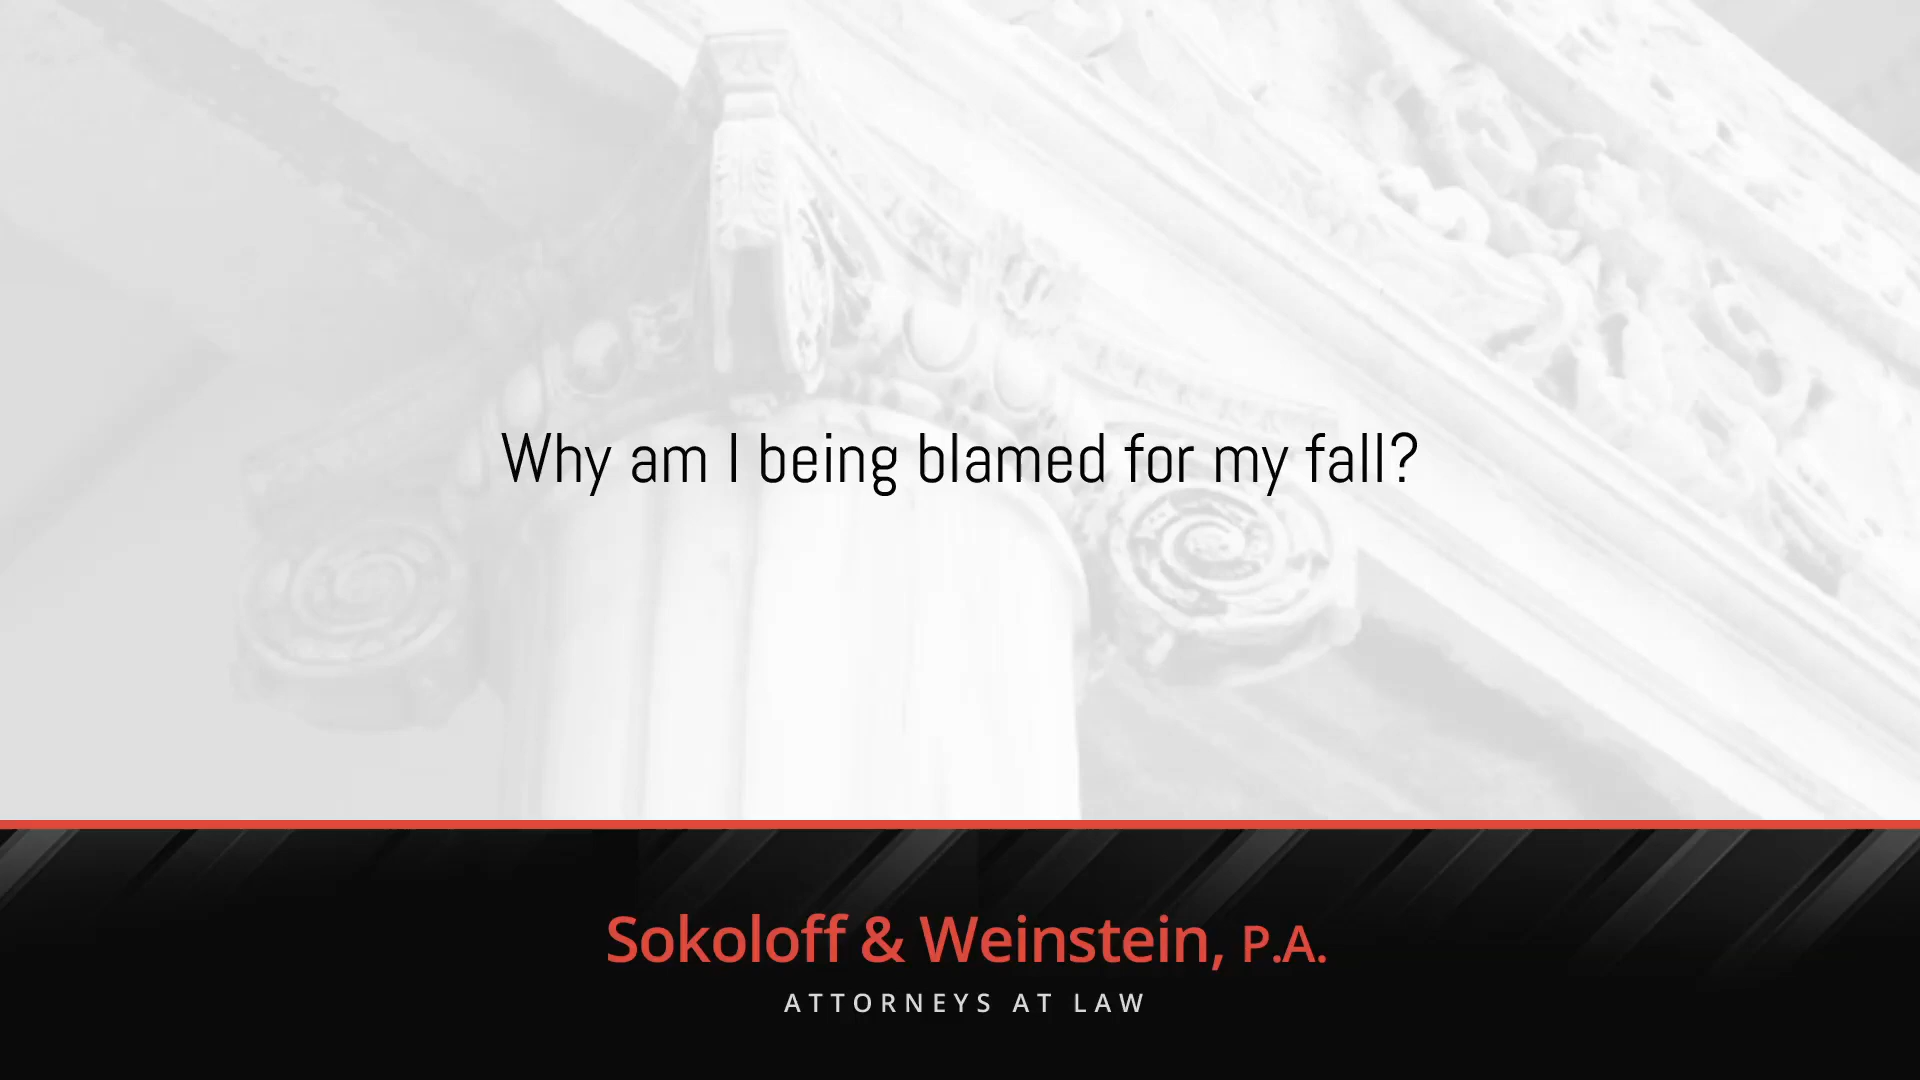 Why am I being blamed for my fall?
Sokoloff & Weinstein, P.A.
ATTORNEYS AT LAW